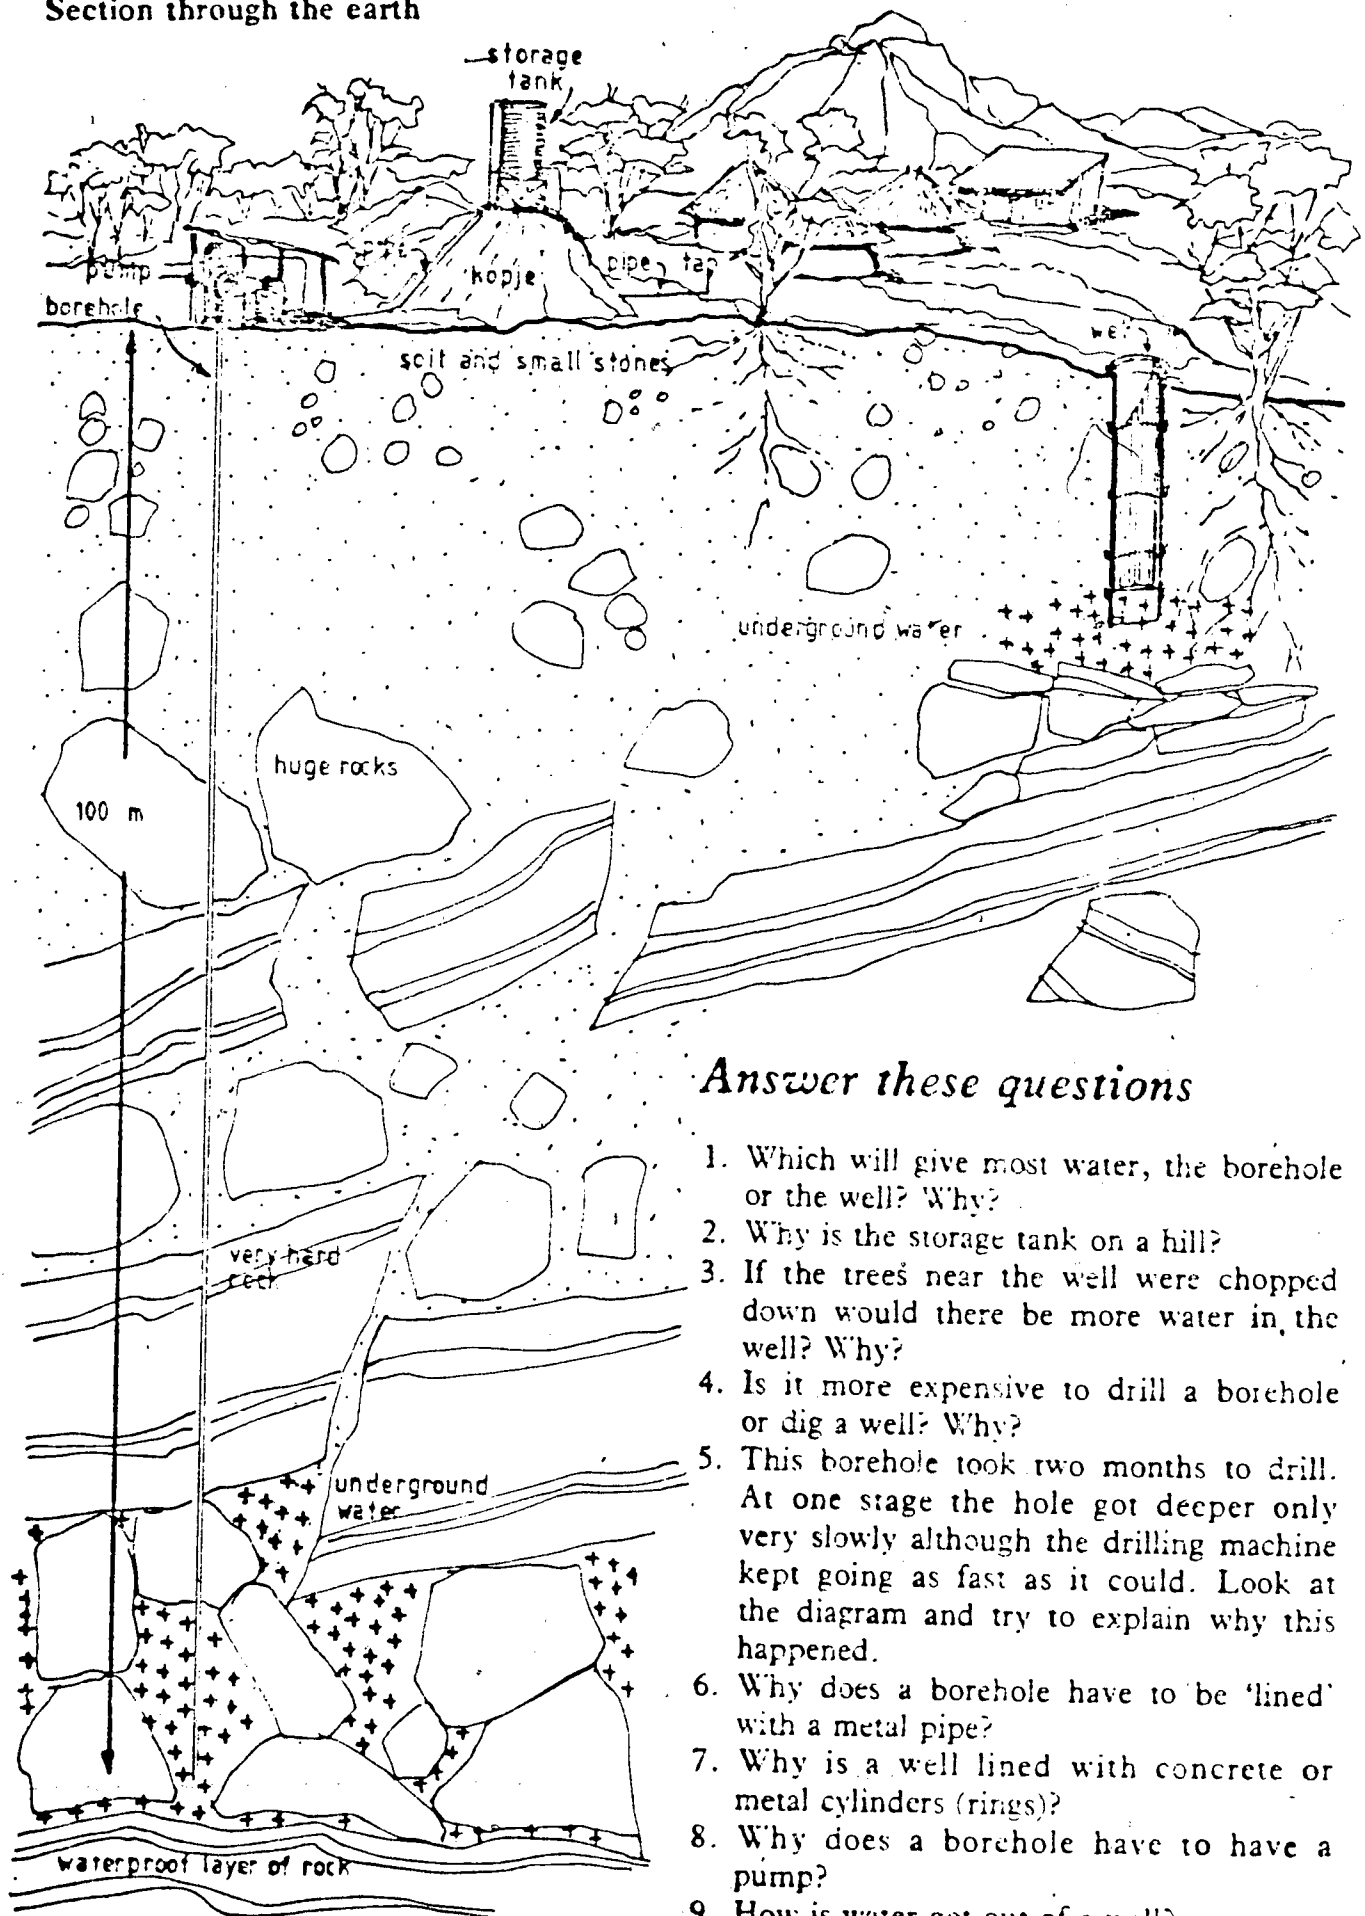 Section through the earth
storage
tank
pump
borehole
kopje
pipe
tap
soil and small stones
we
underground water
huge rocks
100 m
very hard
rock
underground
water
waterproof layer of rock
Answer these questions
1. Which will give most water, the borehole
or the well? Why?
2. Why is the storage tank on a hill?
3. If the trees near the well were chopped
down would there be more water in the
well? Why?
4. Is it more expensive to drill a borehole
or dig a well? Why?
5. This borehole took two months to drill.
At one stage the hole got deeper only
very slowly although the drilling machine
kept going as fast as it could. Look at
the diagram and try to explain why this
happened.
6. Why does a borehole have to be ‘lined’
with a metal pipe?
7. Why is a well lined with concrete or
metal cylinders (rings)?
8. Why does a borehole have to have a
pump?
9. How is water got out of a well?